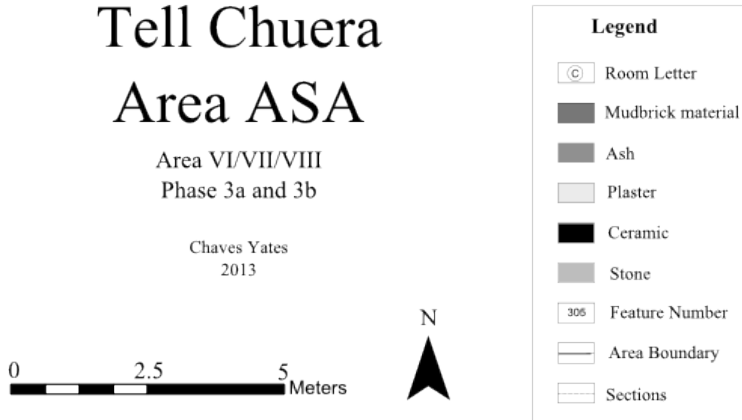 Tell Chuera
Area ASA
Area VI/VII/VIII
Phase 3a and 3b
Chaves Yates
2013
0 2.5 5
Meters
N
Legend
C Room Letter
Mudbrick material
Ash
Plaster
Ceramic
Stone
305 Feature Number
Area Boundary
Sections